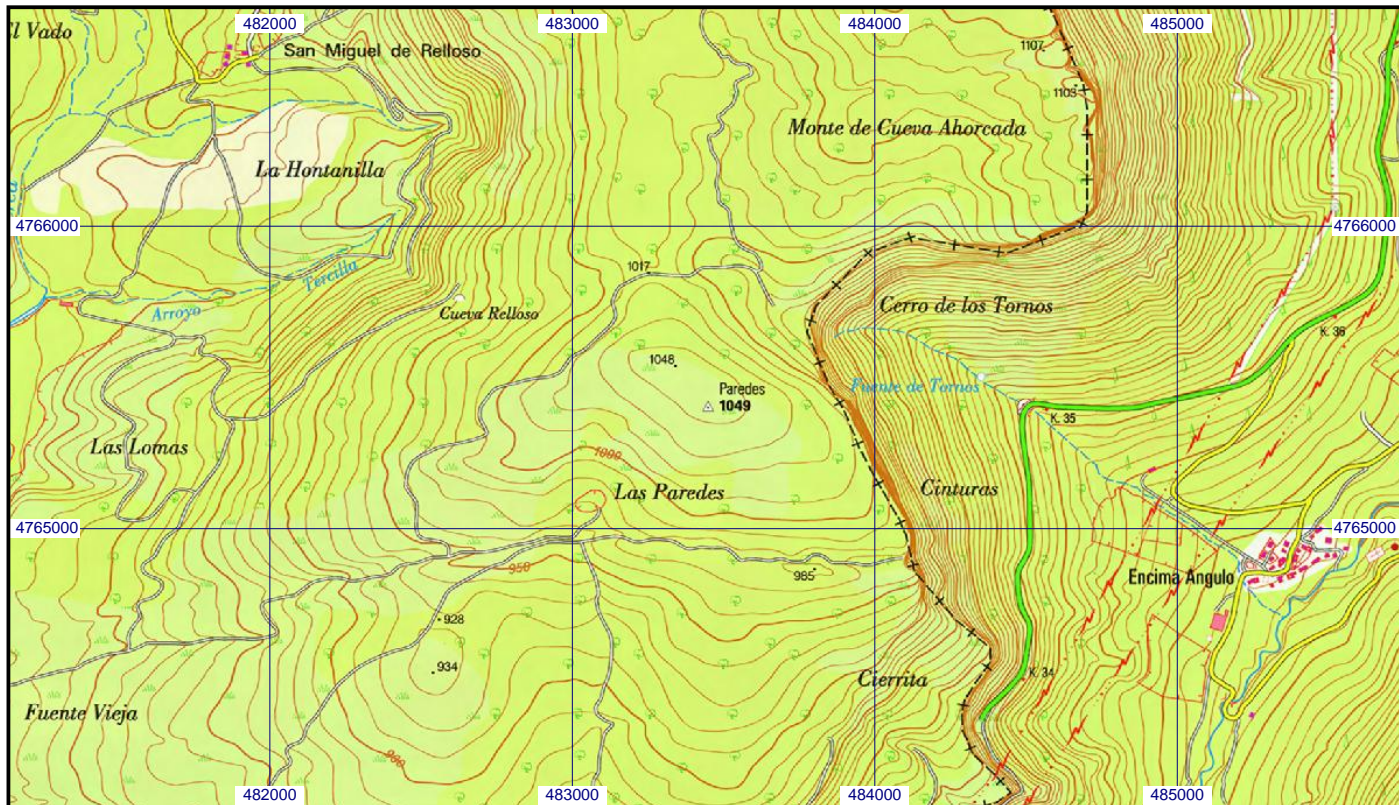 482000
483000
484000
485000
El Vado
San Miguel de Relloso
1107
1103
Monte de Cueva Ahorcada
La Hontanilla
4766000
4766000
1017
Tercilla
Arroyo
Cueva Relloso
Cerro de los Tornos
K. 36
1048
Paredes
1049
Fuente de Tornos
K. 35
Las Lomas
1000
Las Paredes
Cinturas
4765000
4765000
950
985
Encima Angulo
928
934
Cierrita
K. 34
Fuente Vieja
900
482000
483000
484000
485000